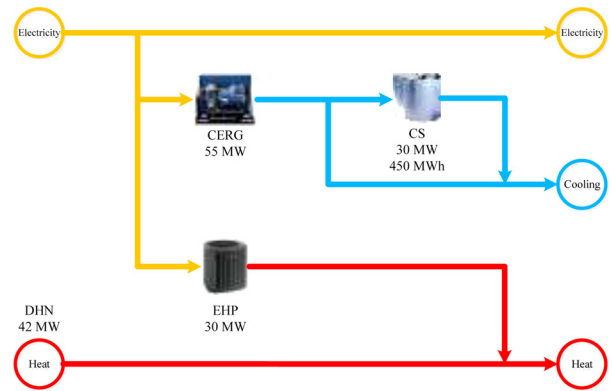 Electricity
Electricity
CERG
55 MW
CS
30 MW
450 MWh
Cooling
DHN
42 MW
EHP
30 MW
Heat
Heat